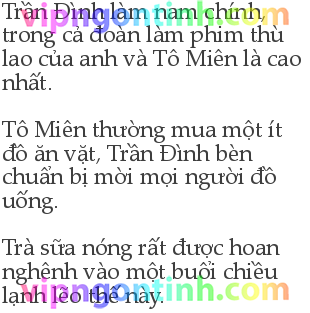 Trần Đình làm nam chính,
trong cả đoàn làm phim thù
lao của anh và Tô Miên là cao
nhất.
Tô Miên thường mua một ít
đồ ăn vặt, Trần Đình bèn
chuẩn bị mời mọi người đồ
uống.
Trà sữa nóng rất được hoan
nghênh vào một buổi chiều
lạnh lẽo thế này.
vipngontinh.com
vipngontinh.com